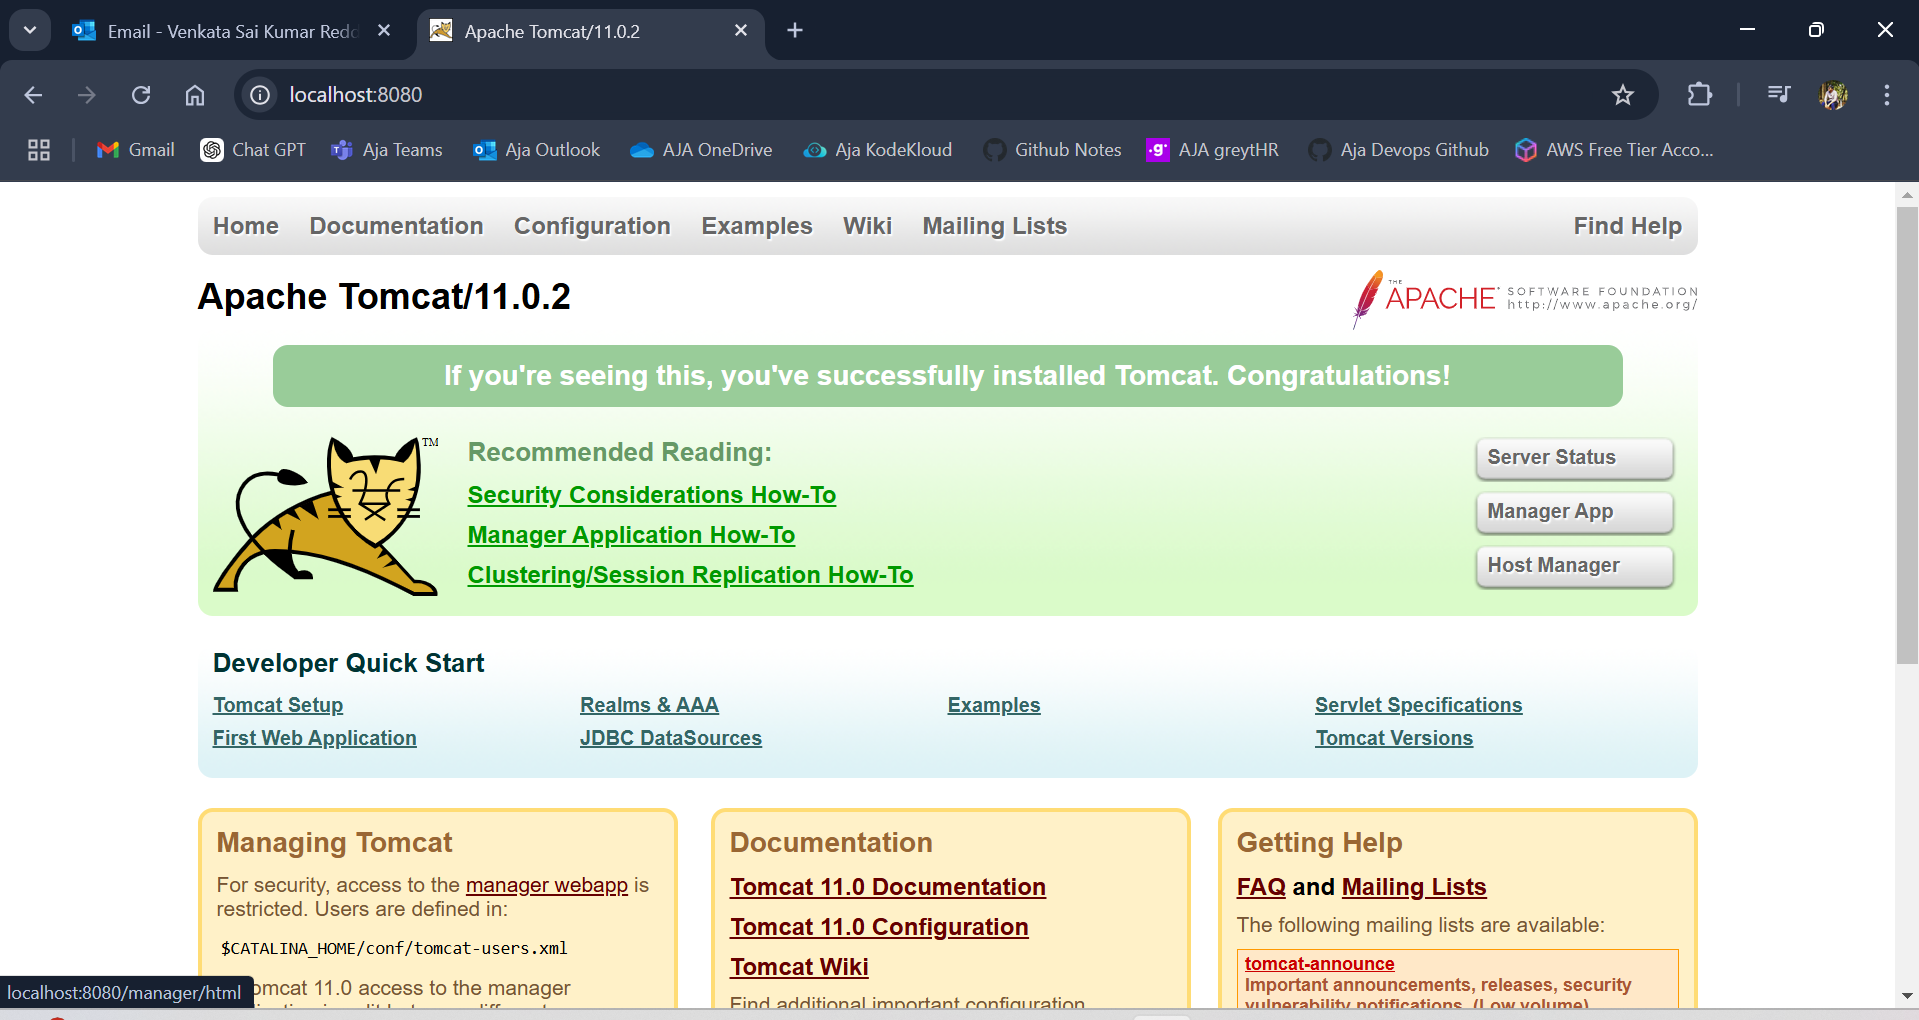 Email - Venkata Sai Kumar Redd
Apache Tomcat/11.0.2
localhost:8080
Gmail
Chat GPT
Aja Teams
Aja Outlook
AJA OneDrive
Aja KodeKloud
Github Notes
AJA greytHR
Aja Devops Github
AWS Free Tier Acco...
Home
Documentation
Configuration
Examples
Wiki
Mailing Lists
Find Help
Apache Tomcat/11.0.2
THE
APACHE
SOFTWARE FOUNDATION
http://www.apache.org/
If you're seeing this, you've successfully installed Tomcat. Congratulations!
TM
Recommended Reading:
Security Considerations How-To
Manager Application How-To
Clustering/Session Replication How-To
Server Status
Manager App
Host Manager
Developer Quick Start
Tomcat Setup
First Web Application
Realms & AAA
JDBC DataSources
Examples
Servlet Specifications
Tomcat Versions
Managing Tomcat
For security, access to the manager webapp is
restricted. Users are defined in:
$CATALINA_HOME/conf/tomcat-users.xml
omcat 11.0 access to the manager
Documentation
Tomcat 11.0 Documentation
Tomcat 11.0 Configuration
Tomcat Wiki
Find additional important configuration
Getting Help
FAQ and Mailing Lists
The following mailing lists are available:
tomcat-announce
Important announcements, releases, security
vulnerability notifications. (Low volume).
localhost:8080/manager/html